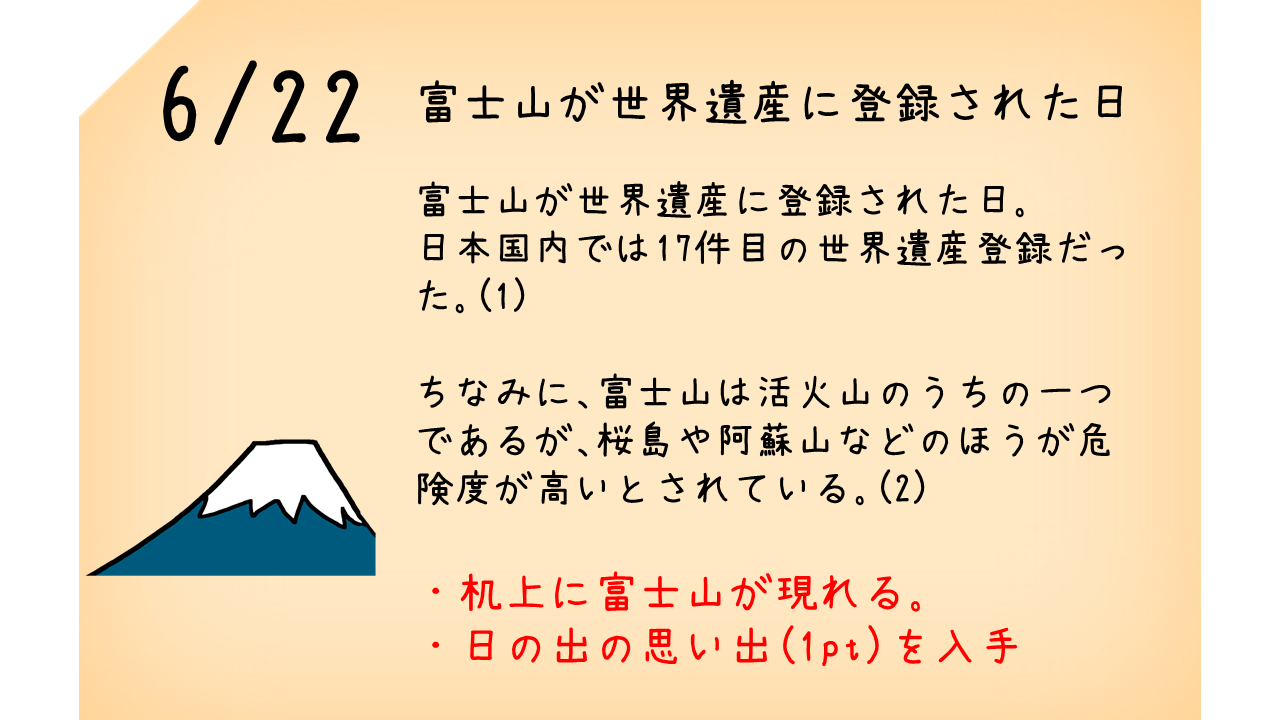 6/22
富士山が世界遺産に登録された日
富士山が世界遺産に登録された日。
日本国内では17件目の世界遺産登録だっ
た。(1)
ちなみに、富士山は活火山のうちの一つ
であるが、桜島や阿蘇山などのほうが危
険度が高いとされている。(2)
・机上に富士山が現れる。
・日の出の思い出(1pt)を入手